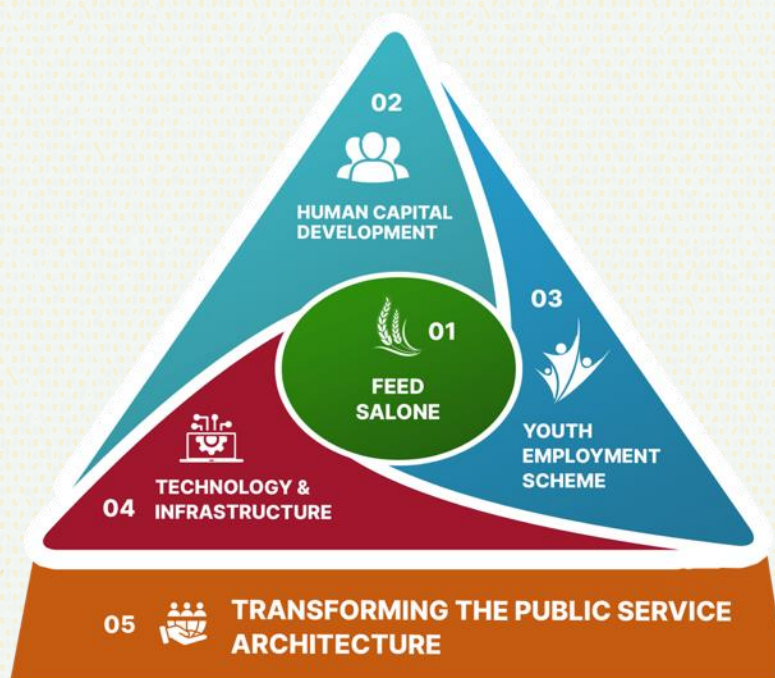 02
HUMAN CAPITAL
DEVELOPMENT
01
FEED
SALONE
03
YOUTH
EMPLOYMENT
SCHEME
04
TECHNOLOGY &
INFRASTRUCTURE
05
TRANSFORMING THE PUBLIC SERVICE
ARCHITECTURE